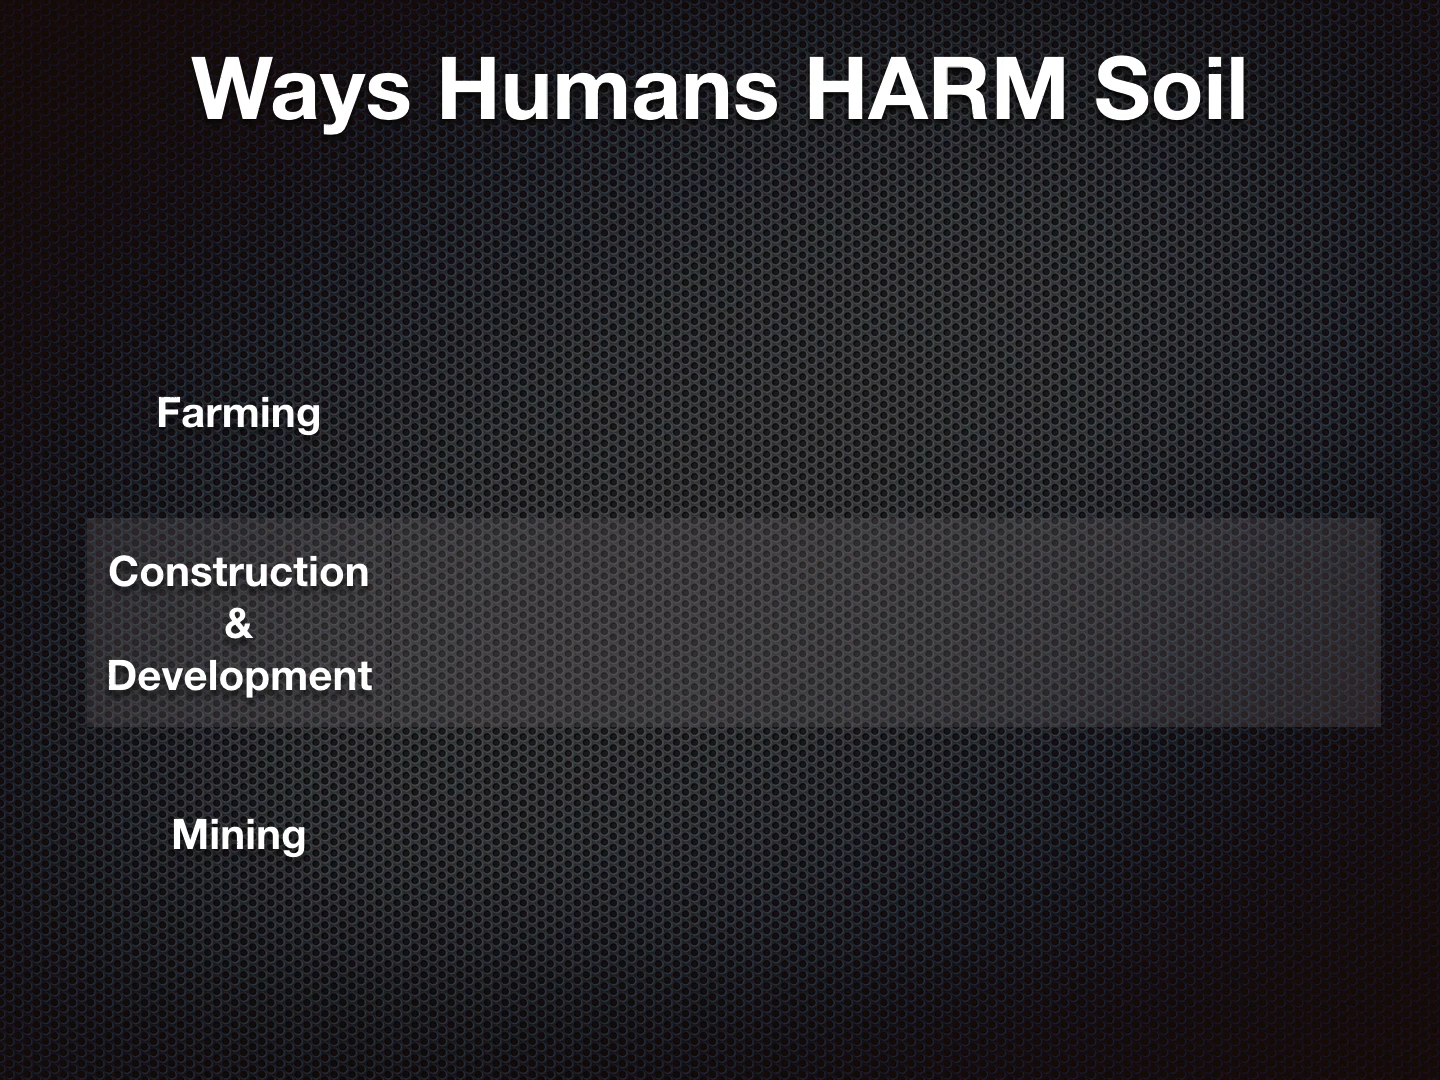 Ways Humans HARM Soil
Farming
Construction
&
Development
Mining